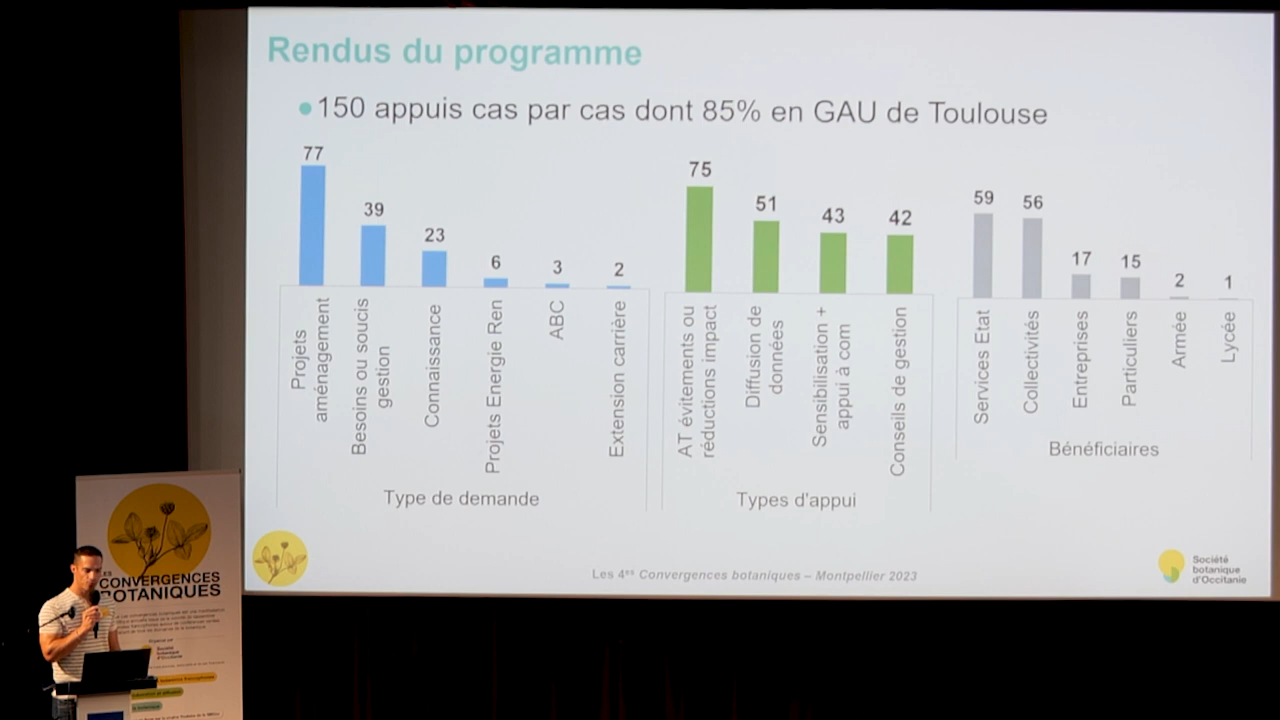 Rendus du programme
150 appuis cas par cas dont 85% en GAU de Toulouse
77
39
23
6
3
2
Projets
aménagement
Besoins ou soucis
gestion
Connaissance
Projets Energie Ren
ABC
Extension carrière
Type de demande
75
51
43
42
AT évitements ou
réductions impact
Diffusion de
données
Sensibilisation +
appui à com
Conseils de gestion
Types d'appui
59
56
17
15
2
1
Services Etat
Collectivités
Entreprises
Particuliers
Armée
Lycée
Bénéficiaires
Les 4es Convergences botaniques – Montpellier 2023
Société
botanique
d'Occitanie
LES
CONVERGENCES
BOTANIQUES
Société
botanique
d'Occitanie